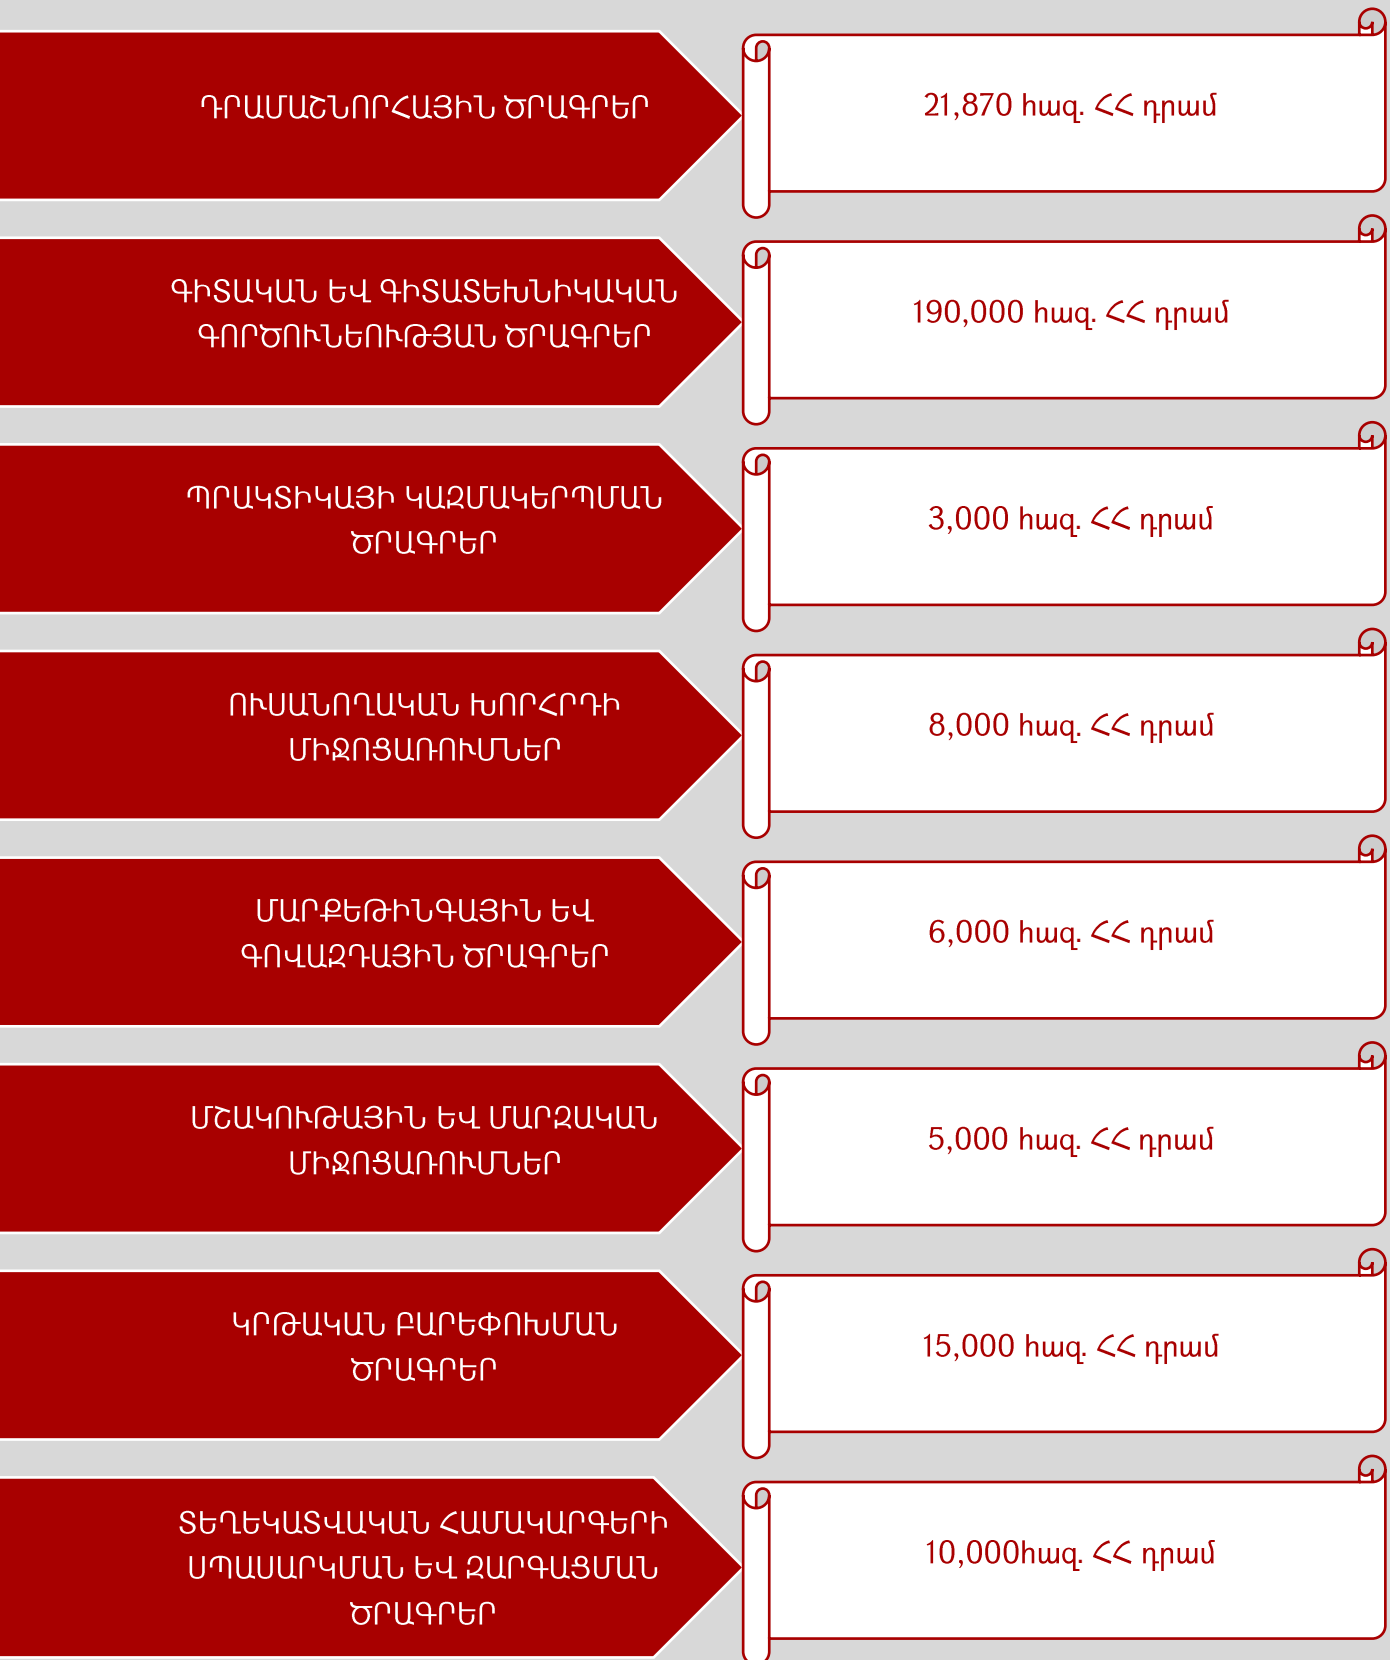 ԴՐԱՄԱՇՆՈՐՀԱՅԻՆ ԾՐԱԳՐԵՐ
21,870 հազ. ՀՀ դրամ
ԳԻՏԱԿԱՆ ԵՎ ԳԻՏԱՏԵԽՆԻԿԱԿԱՆ
ԳՈՐԾՈՒՆԵՈՒԹՅԱՆ ԾՐԱԳՐԵՐ
190,000 հազ. ՀՀ դրամ
ՊՐԱԿՏԻԿԱՅԻ ԿԱԶՄԱԿԵՐՊՄԱՆ
ԾՐԱԳՐԵՐ
3,000 հազ. ՀՀ դրամ
ՈՒՍԱՆՈՂԱԿԱՆ ԽՈՐՀՐԴԻ
ՄԻՋՈՑԱՌՈՒՄՆԵՐ
8,000 հազ. ՀՀ դրամ
ՄԱՐՔԵԹԻՆԳԱՅԻՆ ԵՎ
ԳՈՎԱԶԴԱՅԻՆ ԾՐԱԳՐԵՐ
6,000 հազ. ՀՀ դրամ
ՄՇԱԿՈՒԹԱՅԻՆ ԵՎ ՄԱՐԶԱԿԱՆ
ՄԻՋՈՑԱՌՈՒՄՆԵՐ
5,000 հազ. ՀՀ դրամ
ԿՐԹԱԿԱՆ ԲԱՐԵՓՈԽՄԱՆ
ԾՐԱԳՐԵՐ
15,000 հազ. ՀՀ դրամ
ՏԵՂԵԿԱՏՎԱԿԱՆ ՀԱՄԱԿԱՐԳԵՐԻ
ՍՊԱՍԱՐԿՄԱՆ ԵՎ ԶԱՐԳԱՑՄԱՆ
ԾՐԱԳՐԵՐ
10,000հազ. ՀՀ դրամ